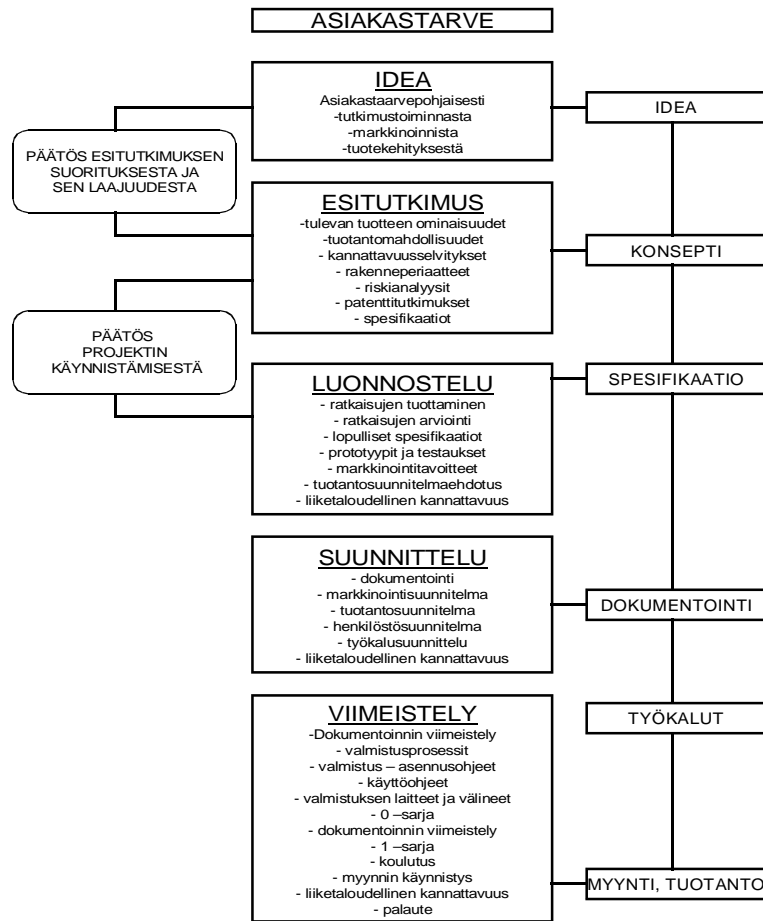 ASIAKASTARVE
IDEA
Asiakastaarvepohjaisesti
-tutkimustoiminnasta
-markkinoinnista
-tuotekehityksestä
IDEA
PÄÄTÖS ESITUTKIMUKSEN
SUORITUKSESTA JA
SEN LAAJUUDESTA
ESITUTKIMUS
-tulevan tuotteen ominaisuudet
-tuotantomahdollisuudet
- kannattavuusselvitykset
- rakenneperiaatteet
- riskianalyysit
- patenttitutkimukset
- spesifikaatiot
KONSEPTI
PÄÄTÖS
PROJEKTIN
KÄYNNISTÄMISESTÄ
LUONNOSTELU
- ratkaisujen tuottaminen
- ratkaisujen arviointi
- lopulliset spesifikaatiot
- prototyypit ja testaukset
- markkinointitavoitteet
- tuotantosuunnitelmaehdotus
- liiketaloudellinen kannattavuus
SPESIFIKAATIO
SUUNNITTELU
- dokumentointi
- markkinointisuunnitelma
- tuotantosuunnitelma
- henkilöstösuunnitelma
- työkalusuunnittelu
- liiketaloudellinen kannattavuus
DOKUMENTOINTI
VIIMEISTELY
-Dokumentoinnin viimeistely
- valmistusprosessit
- valmistus – asennusohjeet
- käyttöohjeet
- valmistuksen laitteet ja välineet
- 0 –sarja
- dokumentoinnin viimeistely
- 1 –sarja
- koulutus
- myynnin käynnistys
- liiketaloudellinen kannattavuus
- palaute
TYÖKALUT
MYYNTI, TUOTANTO